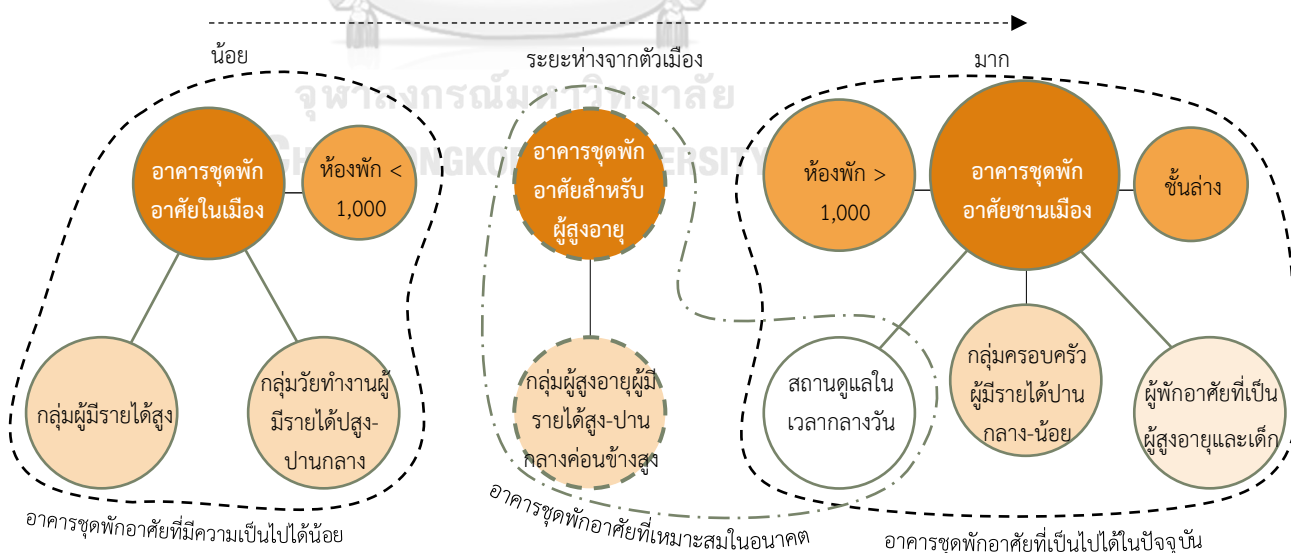 น้อย
ระยะห่างจากตัวเมือง
มาก
จุฬาลงกรณ์มหาวิทยาลัย
อาคารชุดพัก
อาศัยในเมือง
ห้องพัก <
1,000
อาคารชุดพัก
อาศัยสำหรับ
ผู้สูงอายุ
ห้องพัก >
1,000
อาคารชุดพัก
อาศัยชานเมือง
ชั้นล่าง
กลุ่มผู้มีรายได้สูง
กลุ่มวัยทำงานผู้
มีรายได้ปสูง-
ปานกลาง
กลุ่มผู้สูงอายุผู้มี
รายได้สูง-ปาน
กลางค่อนข้างสูง
สถานดูแลใน
เวลากลางวัน
กลุ่มครอบครัว
ผู้มีรายได้ปาน
กลาง-น้อย
ผู้พักอาศัยที่เป็น
ผู้สูงอายุและเด็ก
อาคารชุดพักอาศัยที่มีความเป็นไปได้น้อย
อาคารชุดพักอาศัยที่เหมาะสมในอนาคต
อาคารชุดพักอาศัยที่เป็นไปได้ในปัจจุบัน